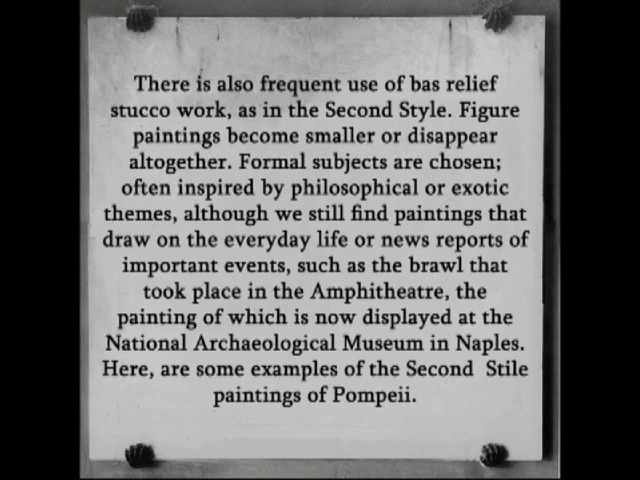 There is also frequent use of bas relief
stucco work, as in the Second Style. Figure
paintings become smaller or disappear
altogether. Formal subjects are chosen;
often inspired by philosophical or exotic
themes, although we still find paintings that
draw on the everyday life or news reports of
important events, such as the brawl that
took place in the Amphitheatre, the
painting of which is now displayed at the
National Archaeological Museum in Naples.
Here, are some examples of the Second  Stile
paintings of Pompeii.